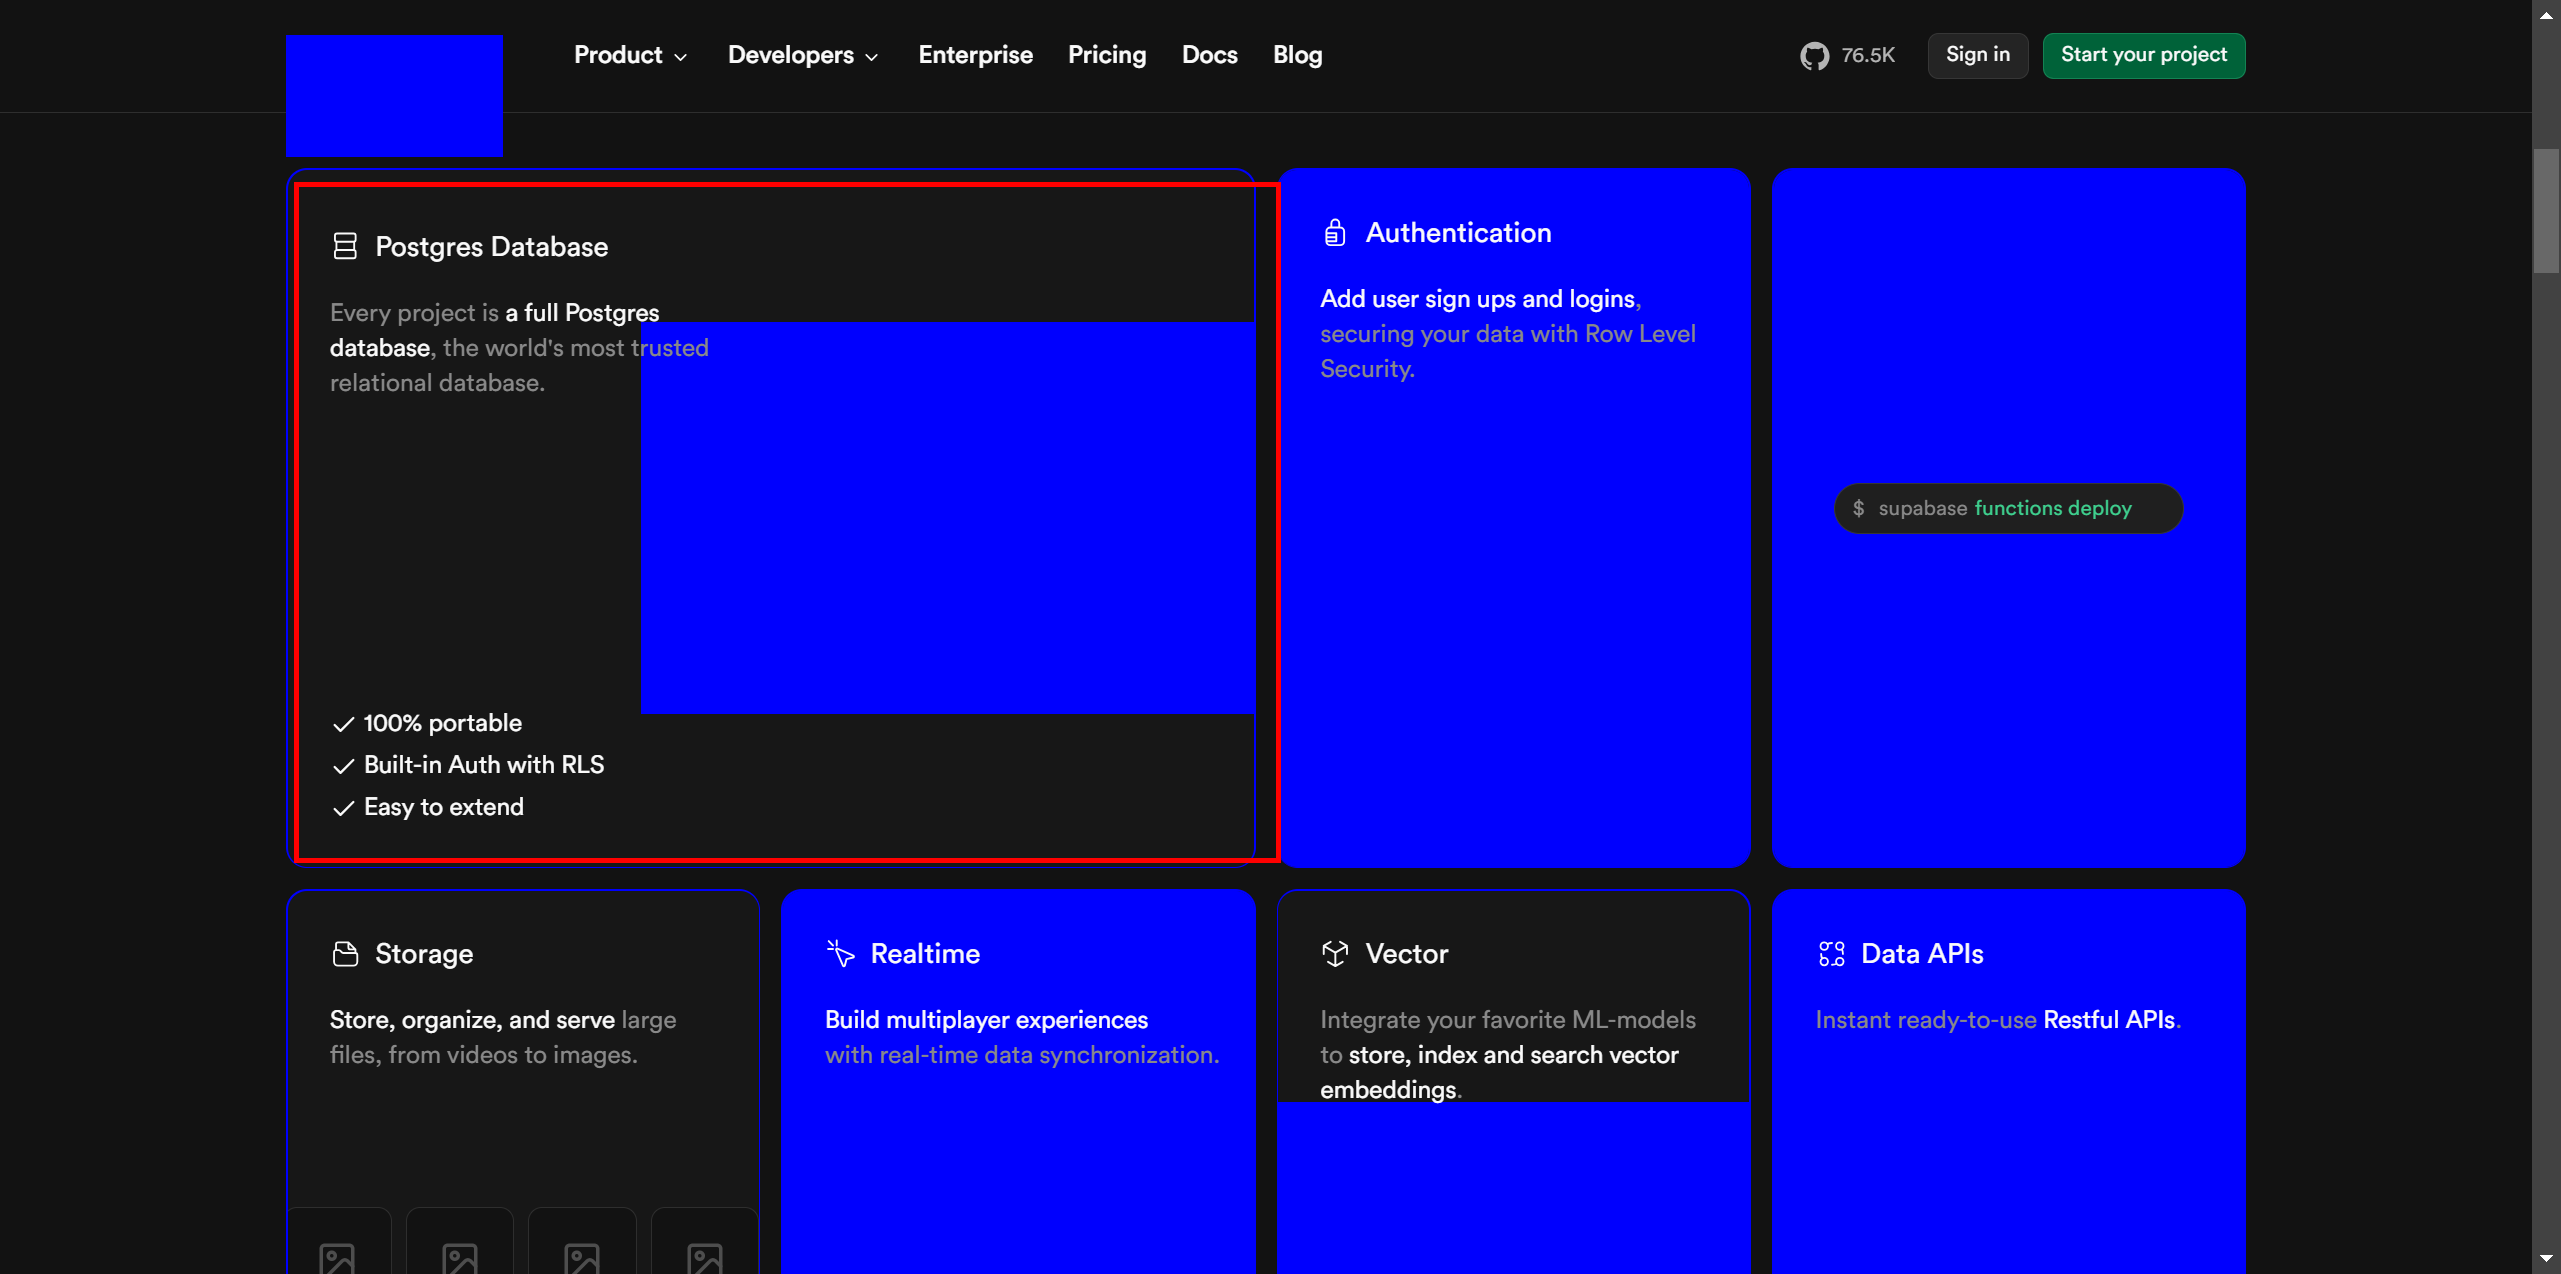 Product
Developers
Enterprise
Pricing
Docs
Blog
76.5K
Sign in
Start your project
Postgres Database
Every project is a full Postgres
database, the world's most trusted
relational database.
100% portable
Built-in Auth with RLS
Easy to extend
Authentication
Add user sign ups and logins,
securing your data with Row Level
Security.
$ supabase functions deploy
Storage
Store, organize, and serve large
files, from videos to images.
Realtime
Build multiplayer experiences
with real-time data synchronization.
Vector
Integrate your favorite ML-models
to store, index and search vector
embeddings.
Data APIs
Instant ready-to-use Restful APIs.